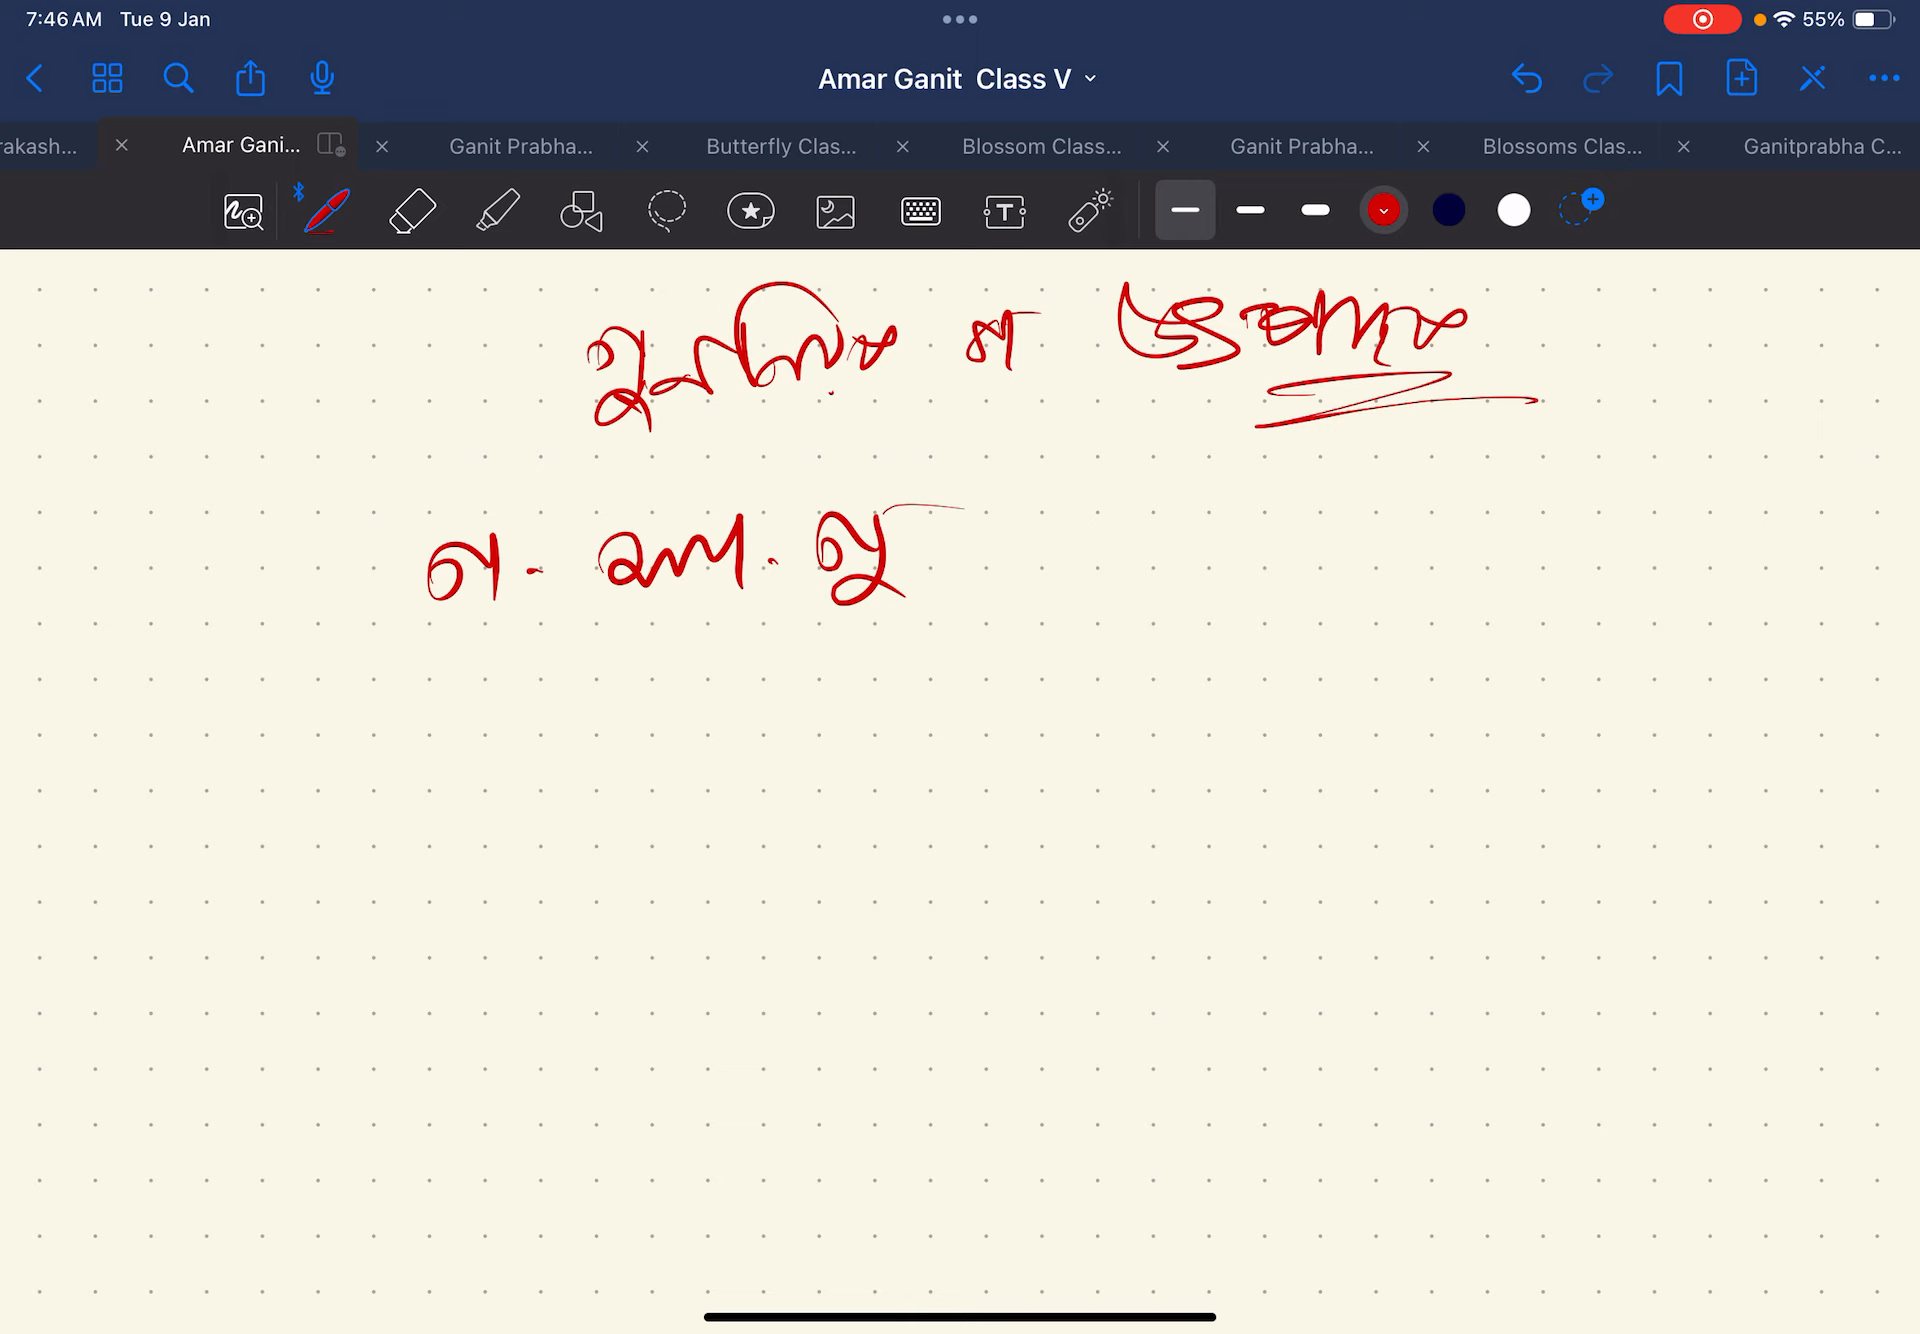 7:46 AM Tue 9 Jan
55%
Amar Ganit Class V
rakash... Amar Gani... Ganit Prabha... Butterfly Clas... Blossom Class... Ganit Prabha... Blossoms Clas... Ganitprabha C...
T
গুণিতক ও
গ. সা. গু